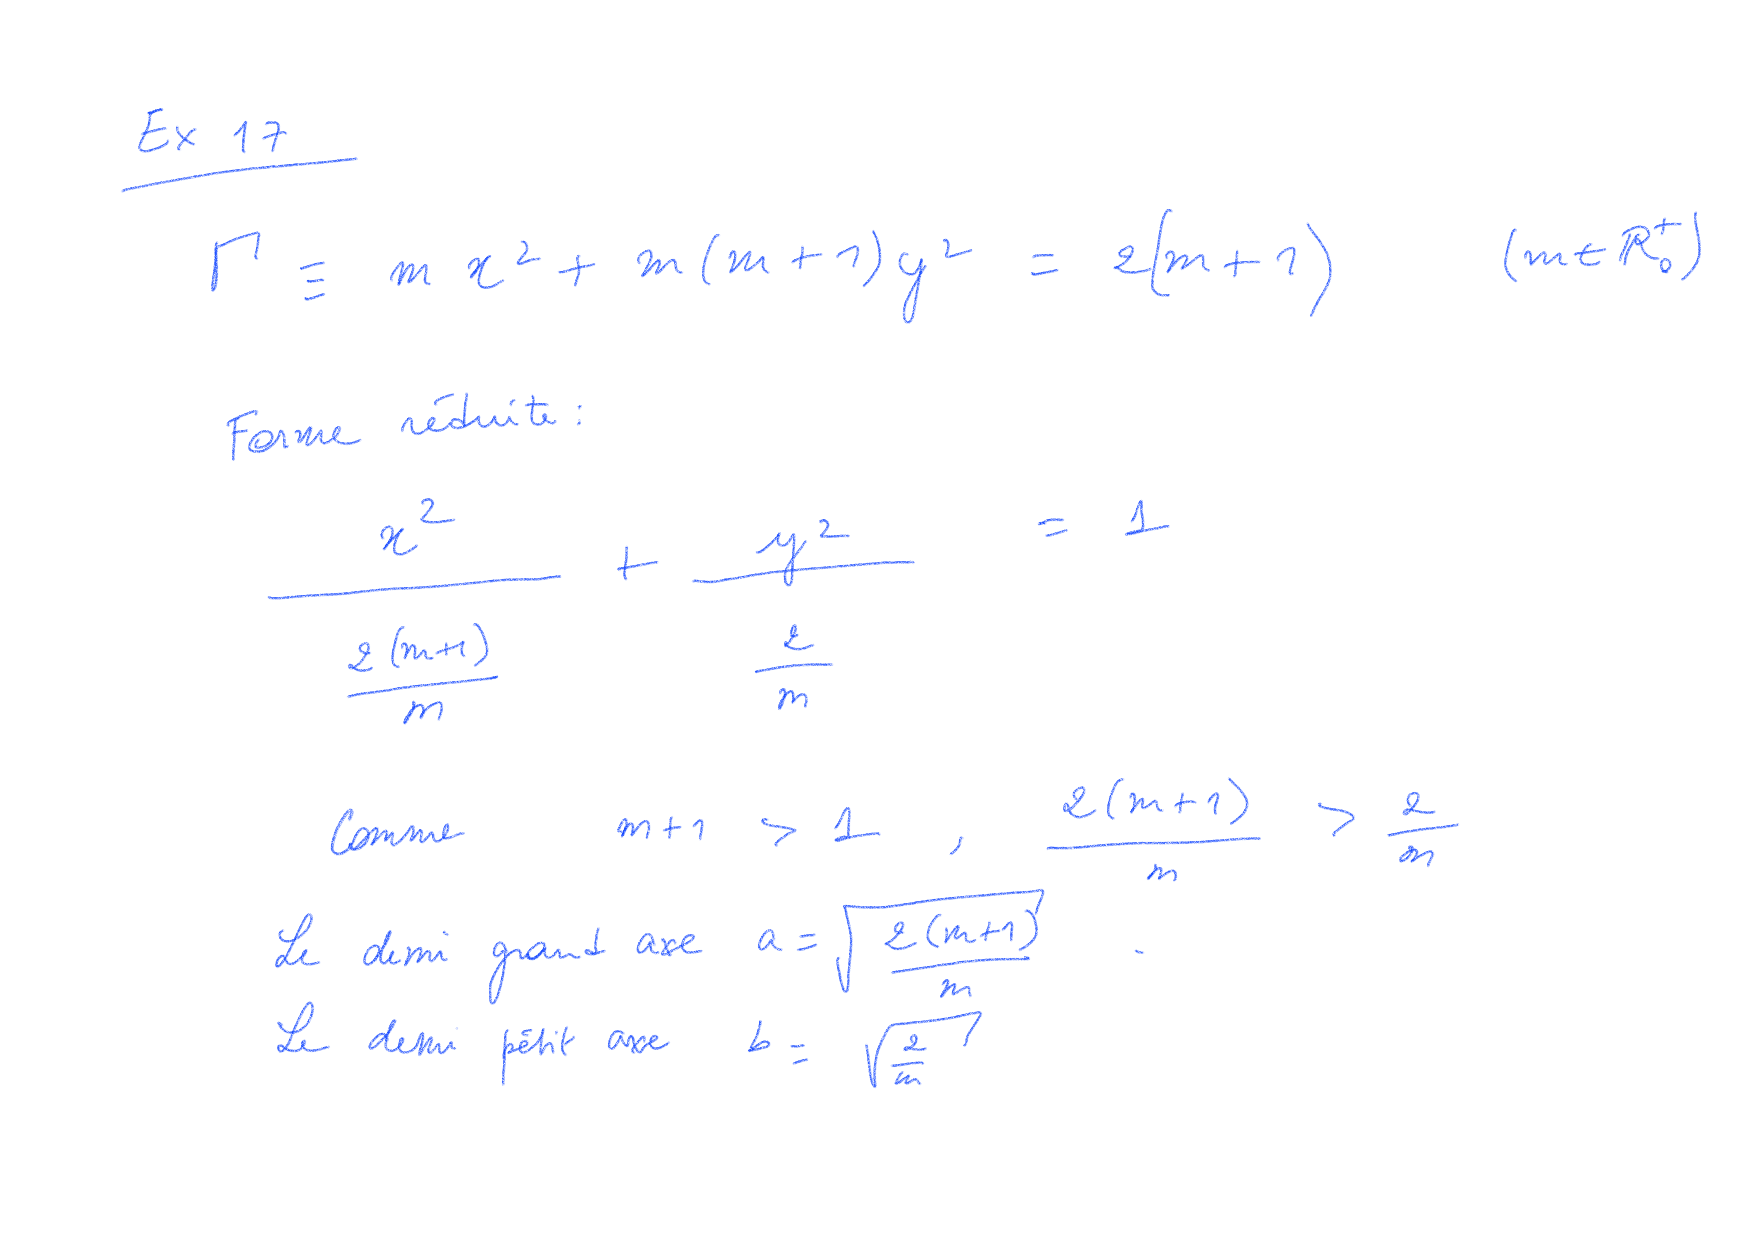 Ex 17
Γ ≡ m x² + m(m+1)y² = 2(m+1) (m ∈ ℝ₀⁺)
Forme réduite :
x² / (2(m+1)/m) + y² / (2/m) = 1
Comme m+1 > 1 , 2(m+1)/m > 2/m
Le demi grand axe a = √(2(m+1)/m) .
Le demi petit axe b = √(2/m)